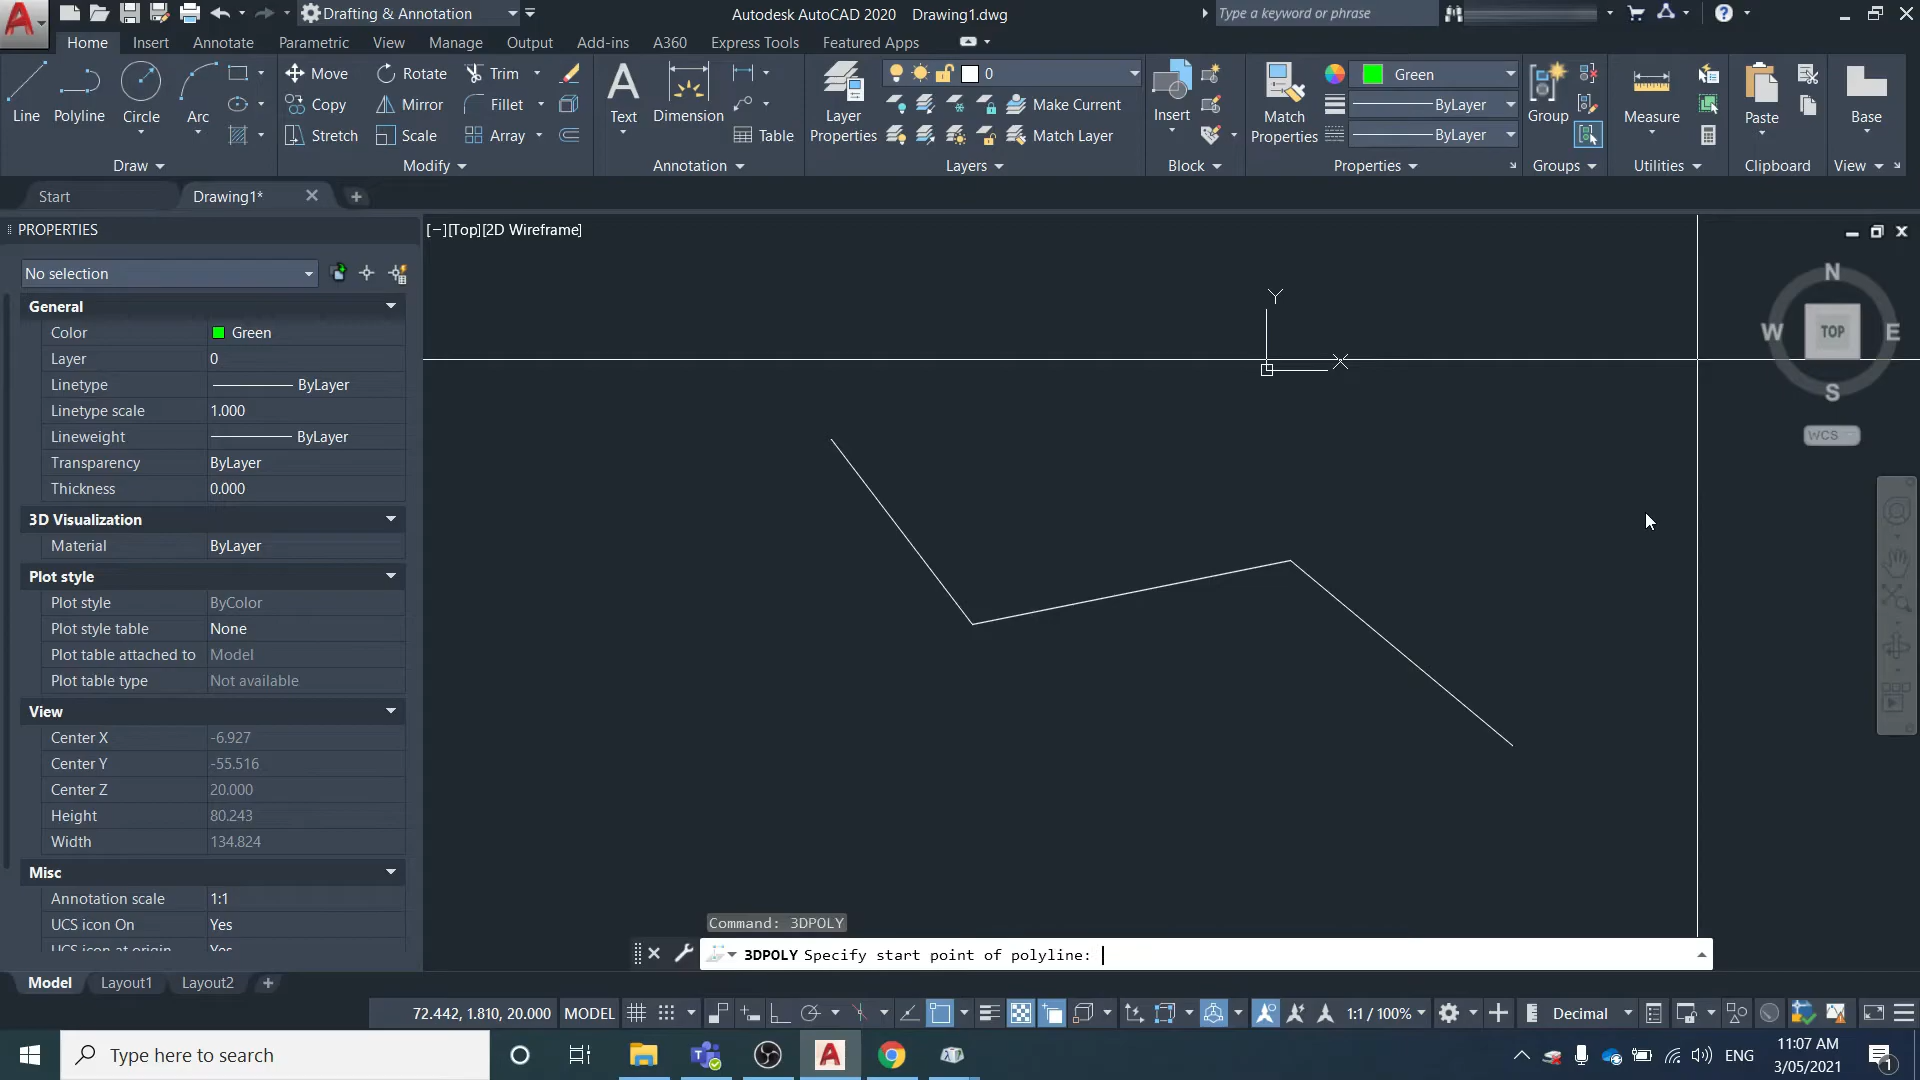 Drafting & Annotation
Autodesk AutoCAD 2020 Drawing1.dwg
Type a keyword or phrase
Home Insert Annotate Parametric View Manage Output Add-ins A360 Express Tools Featured Apps
Line
Polyline
Circle
Arc
Draw
Move
Rotate
Trim
Copy
Mirror
Fillet
Stretch
Scale
Array
Modify
Text
Dimension
Table
Annotation
Layer
Properties
0
Make Current
Match Layer
Layers
Insert
Block
Match
Properties
Green
ByLayer
ByLayer
Properties
Group
Groups
Measure
Utilities
Paste
Clipboard
Base
View
Start
Drawing1*
PROPERTIES
No selection
General
Color Green
Layer 0
Linetype ByLayer
Linetype scale 1.000
Lineweight ByLayer
Transparency ByLayer
Thickness 0.000
3D Visualization
Material ByLayer
Plot style
Plot style ByColor
Plot style table None
Plot table attached to Model
Plot table type Not available
View
Center X -6.927
Center Y -55.516
Center Z 20.000
Height 80.243
Width 134.824
Misc
Annotation scale 1:1
UCS icon On Yes
UCS icon at origin Yes
[−][Top][2D Wireframe]
Y
X
N
W
TOP
E
S
WCS
Command: 3DPOLY
3DPOLY Specify start point of polyline:
Model Layout1 Layout2
72.442, 1.810, 20.000 MODEL
1:1 / 100%
Decimal
Type here to search
ENG
11:07 AM
3/05/2021
1